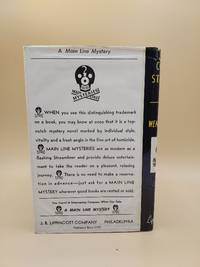 A Main Line Mystery
MAIN LINE
MYSTERIES
WHEN you see this distinguishing trademark
on a book, you may know at once that it is a top-
notch mystery novel marked by individual style,
vitality and a fresh angle in the fine art of homicide.
MAIN LINE MYSTERIES are as modern as a
flashing Streamliner and provide deluxe entertain-
ment to take the reader on a pleasant, relaxing
journey. There is no need to make a reserva-
tion in advance—just ask for a MAIN LINE
MYSTERY wherever good books are sold or rented.
A MAIN LINE MYSTERY
J. B. LIPPINCOTT COMPANY PHILADELPHIA